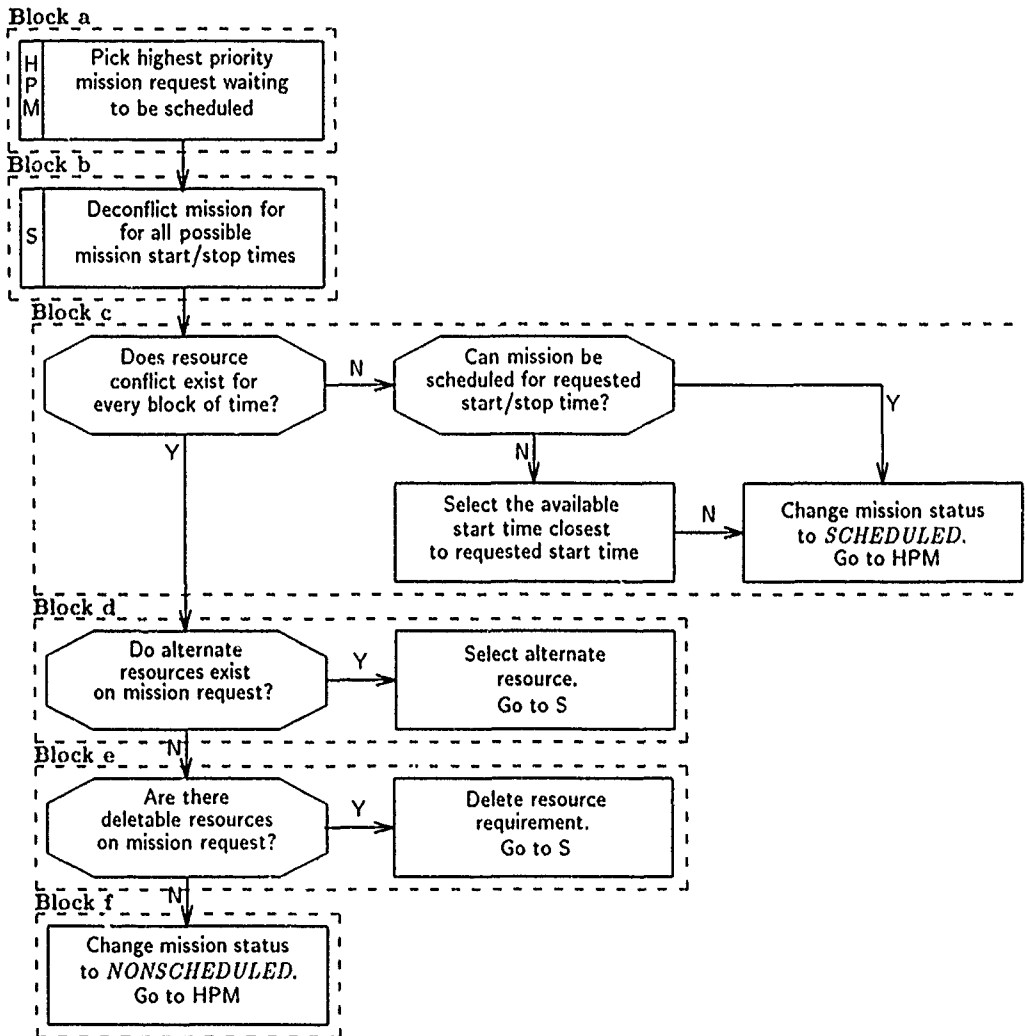 Block a
HPM
Pick highest priority
mission request waiting
to be scheduled
Block b
S
Deconflict mission for
for all possible
mission start/stop times
Block c
Does resource
conflict exist for
every block of time?
N
Can mission be
scheduled for requested
start/stop time?
Y
Y
N
Select the available
start time closest
to requested start time
N
Change mission status
to SCHEDULED.
Go to HPM
Block d
Do alternate
resources exist
on mission request?
Y
Select alternate
resource.
Go to S
N
Block e
Are there
deletable resources
on mission request?
Y
Delete resource
requirement.
Go to S
N
Block f
Change mission status
to NONSCHEDULED.
Go to HPM